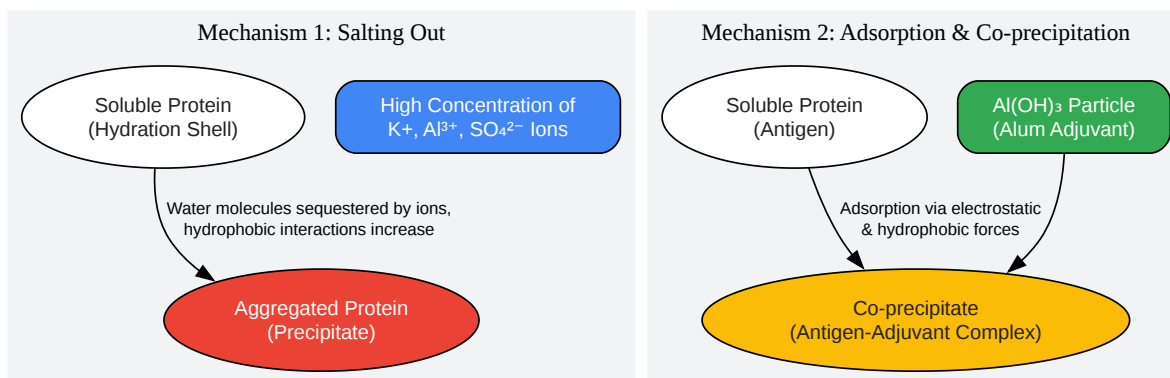 Mechanism 1: Salting Out
Soluble Protein
(Hydration Shell)
High Concentration of
K+, Al³⁺, SO₄²⁻ Ions
Water molecules sequestered by ions,
hydrophobic interactions increase
Aggregated Protein
(Precipitate)
Mechanism 2: Adsorption & Co-precipitation
Soluble Protein
(Antigen)
Al(OH)₃ Particle
(Alum Adjuvant)
Adsorption via electrostatic
& hydrophobic forces
Co-precipitate
(Antigen-Adjuvant Complex)